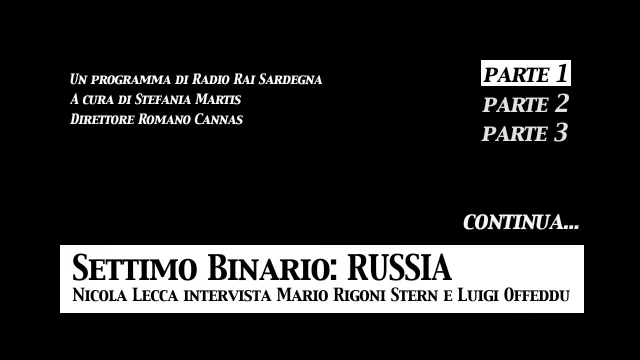 Un programma di Radio Rai Sardegna
A cura di Stefania Martis
Direttore Romano Cannas
PARTE 1
PARTE 2
PARTE 3
CONTINUA...
Settimo Binario: RUSSIA
Nicola Lecca intervista Mario Rigoni Stern e Luigi Offeddu